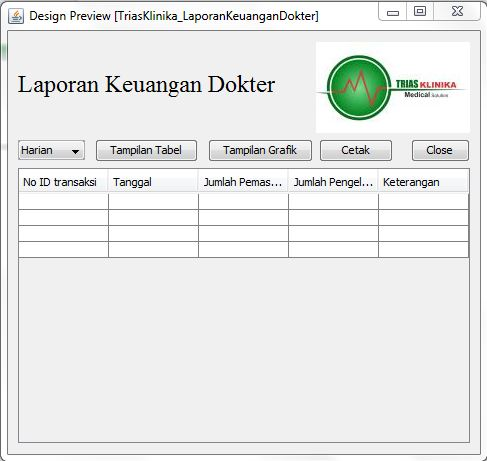 Design Preview [TriasKlinika_LaporanKeuanganDokter]
Laporan Keuangan Dokter
TRIAS KLINIKA
Medical Solution
Harian Tampilan Tabel Tampilan Grafik Cetak Close
No ID transaksi Tanggal Jumlah Pemas... Jumlah Pengel... Keterangan